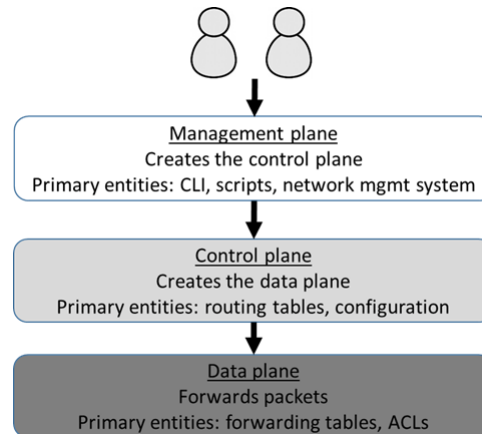 Management plane
Creates the control plane
Primary entities: CLI, scripts, network mgmt system
Control plane
Creates the data plane
Primary entities: routing tables, configuration
Data plane
Forwards packets
Primary entities: forwarding tables, ACLs